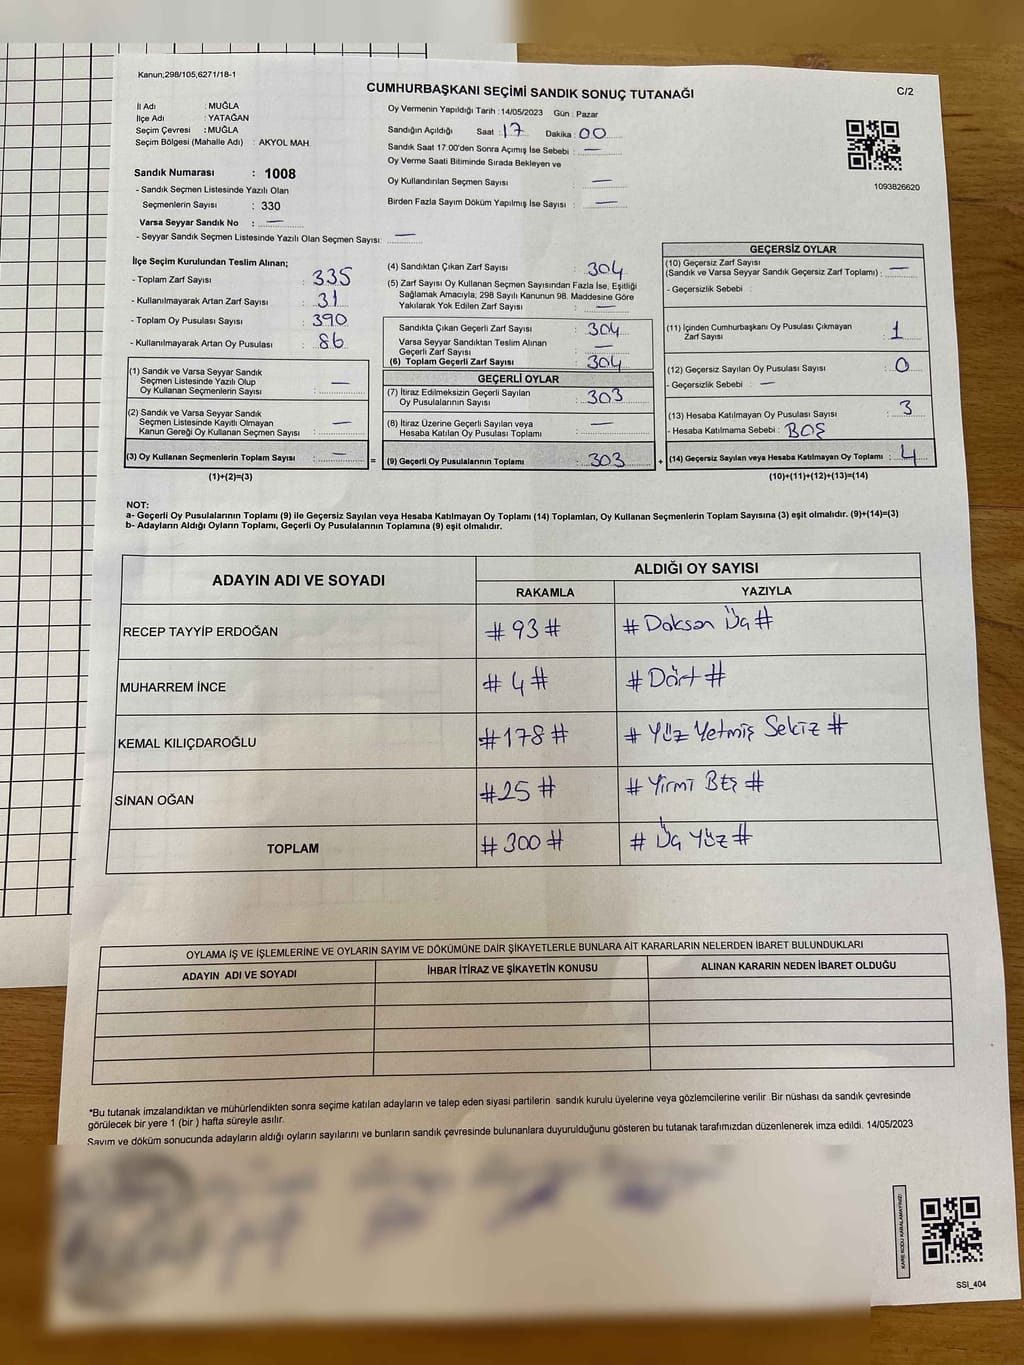 Kanun;298/105,6271/18-1
CUMHURBAŞKANI SEÇİMİ SANDIK SONUÇ TUTANAĞI
C/2
İl Adı : MUĞLA
İlçe Adı : YATAĞAN
Seçim Çevresi : MUĞLA
Seçim Bölgesi (Mahalle Adı) : AKYOL MAH.
Sandık Numarası : 1008
- Sandık Seçmen Listesinde Yazılı Olan
Seçmenlerin Sayısı : 330
Varsa Seyyar Sandık No : —
- Seyyar Sandık Seçmen Listesinde Yazılı Olan Seçmen Sayısı: —
Oy Vermenin Yapıldığı Tarih : 14/05/2023 Gün : Pazar
Sandığın Açıldığı Saat : 17 Dakika : 00
Sandık Saat 17:00'den Sonra Açımış İse Sebebi : —
Oy Verme Saati Bitiminde Sırada Bekleyen ve
Oy Kullandırılan Seçmen Sayısı : —
Birden Fazla Sayım Döküm Yapılmış İse Sayısı : —
1093826620
İlçe Seçim Kurulundan Teslim Alınan;
- Toplam Zarf Sayısı : 335
- Kullanılmayarak Artan Zarf Sayısı : 31
- Toplam Oy Pusulası Sayısı : 390
- Kullanılmayarak Artan Oy Pusulası : 86
(1) Sandık ve Varsa Seyyar Sandık
Seçmen Listesinde Yazılı Olup
Oy Kullanan Seçmenlerin Sayısı : —
(2) Sandık ve Varsa Seyyar Sandık
Seçmen Listesinde Kayıtlı Olmayan
Kanun Gereği Oy Kullanan Seçmen Sayısı : —
(3) Oy Kullanan Seçmenlerin Toplam Sayısı : — =
(1)+(2)=(3)
(4) Sandıktan Çıkan Zarf Sayısı : 304
(5) Zarf Sayısı Oy Kullanan Seçmen Sayısından Fazla İse, Eşitliği
Sağlamak Amacıyla; 298 Sayılı Kanunun 98. Maddesine Göre
Yakılarak Yok Edilen Zarf Sayısı : —
Sandıkta Çıkan Geçerli Zarf Sayısı : 304
Varsa Seyyar Sandıktan Teslim Alınan
Geçerli Zarf Sayısı : —
(6) Toplam Geçerli Zarf Sayısı : 304
GEÇERLİ OYLAR
(7) İtiraz Edilmeksizin Geçerli Sayılan
Oy Pusulalarının Sayısı : 303
(8) İtiraz Üzerine Geçerli Sayılan veya
Hesaba Katılan Oy Pusulası Toplamı : —
(9) Geçerli Oy Pusulalarının Toplamı : 303 +
GEÇERSİZ OYLAR
(10) Geçersiz Zarf Sayısı
(Sandık ve Varsa Seyyar Sandık Geçersiz Zarf Toplamı) : —
- Geçersizlik Sebebi :
(11) İçinden Cumhurbaşkanı Oy Pusulası Çıkmayan
Zarf Sayısı : 1
(12) Geçersiz Sayılan Oy Pusulası Sayısı : 0
- Geçersizlik Sebebi : —
(13) Hesaba Katılmayan Oy Pusulası Sayısı : 3
- Hesaba Katılmama Sebebi : BOŞ
(14) Geçersiz Sayılan veya Hesaba Katılmayan Oy Toplamı : 4
(10)+(11)+(12)+(13)=(14)
NOT:
a- Geçerli Oy Pusulalarının Toplamı (9) ile Geçersiz Sayılan veya Hesaba Katılmayan Oy Toplamı (14) Toplamları, Oy Kullanan Seçmenlerin Toplam Sayısına (3) eşit olmalıdır. (9)+(14)=(3)
b- Adayların Aldığı Oyların Toplamı, Geçerli Oy Pusulalarının Toplamına (9) eşit olmalıdır.
ADAYIN ADI VE SOYADI
ALDIĞI OY SAYISI
RAKAMLA YAZIYLA
RECEP TAYYİP ERDOĞAN # 93 # # Doksan Üç #
MUHARREM İNCE # 4 # # Dört #
KEMAL KILIÇDAROĞLU # 178 # # Yüz Yetmiş Sekiz #
SİNAN OĞAN # 25 # # Yirmi Beş #
TOPLAM # 300 # # Üç Yüz #
OYLAMA İŞ VE İŞLEMLERİNE VE OYLARIN SAYIM VE DÖKÜMÜNE DAİR ŞİKAYETLERLE BUNLARA AİT KARARLARIN NELERDEN İBARET BULUNDUKLARI
ADAYIN ADI VE SOYADI İHBAR İTİRAZ VE ŞİKAYETİN KONUSU ALINAN KARARIN NEDEN İBARET OLDUĞU
*Bu tutanak imzalandıktan ve mühürlendikten sonra seçime katılan adayların ve talep eden siyasi partilerin sandık kurulu üyelerine veya gözlemcilerine verilir .Bir nüshası da sandık çevresinde
görülecek bir yere 1 (bir ) hafta süreyle asılır.
Sayım ve döküm sonucunda adayların aldığı oyların sayılarını ve bunların sandık çevresinde bulunanlara duyurulduğunu gösteren bu tutanak tarafımızdan düzenlenerek imza edildi. 14/05/2023
KARE KODU KARALAMAYINIZ!
SSI_404